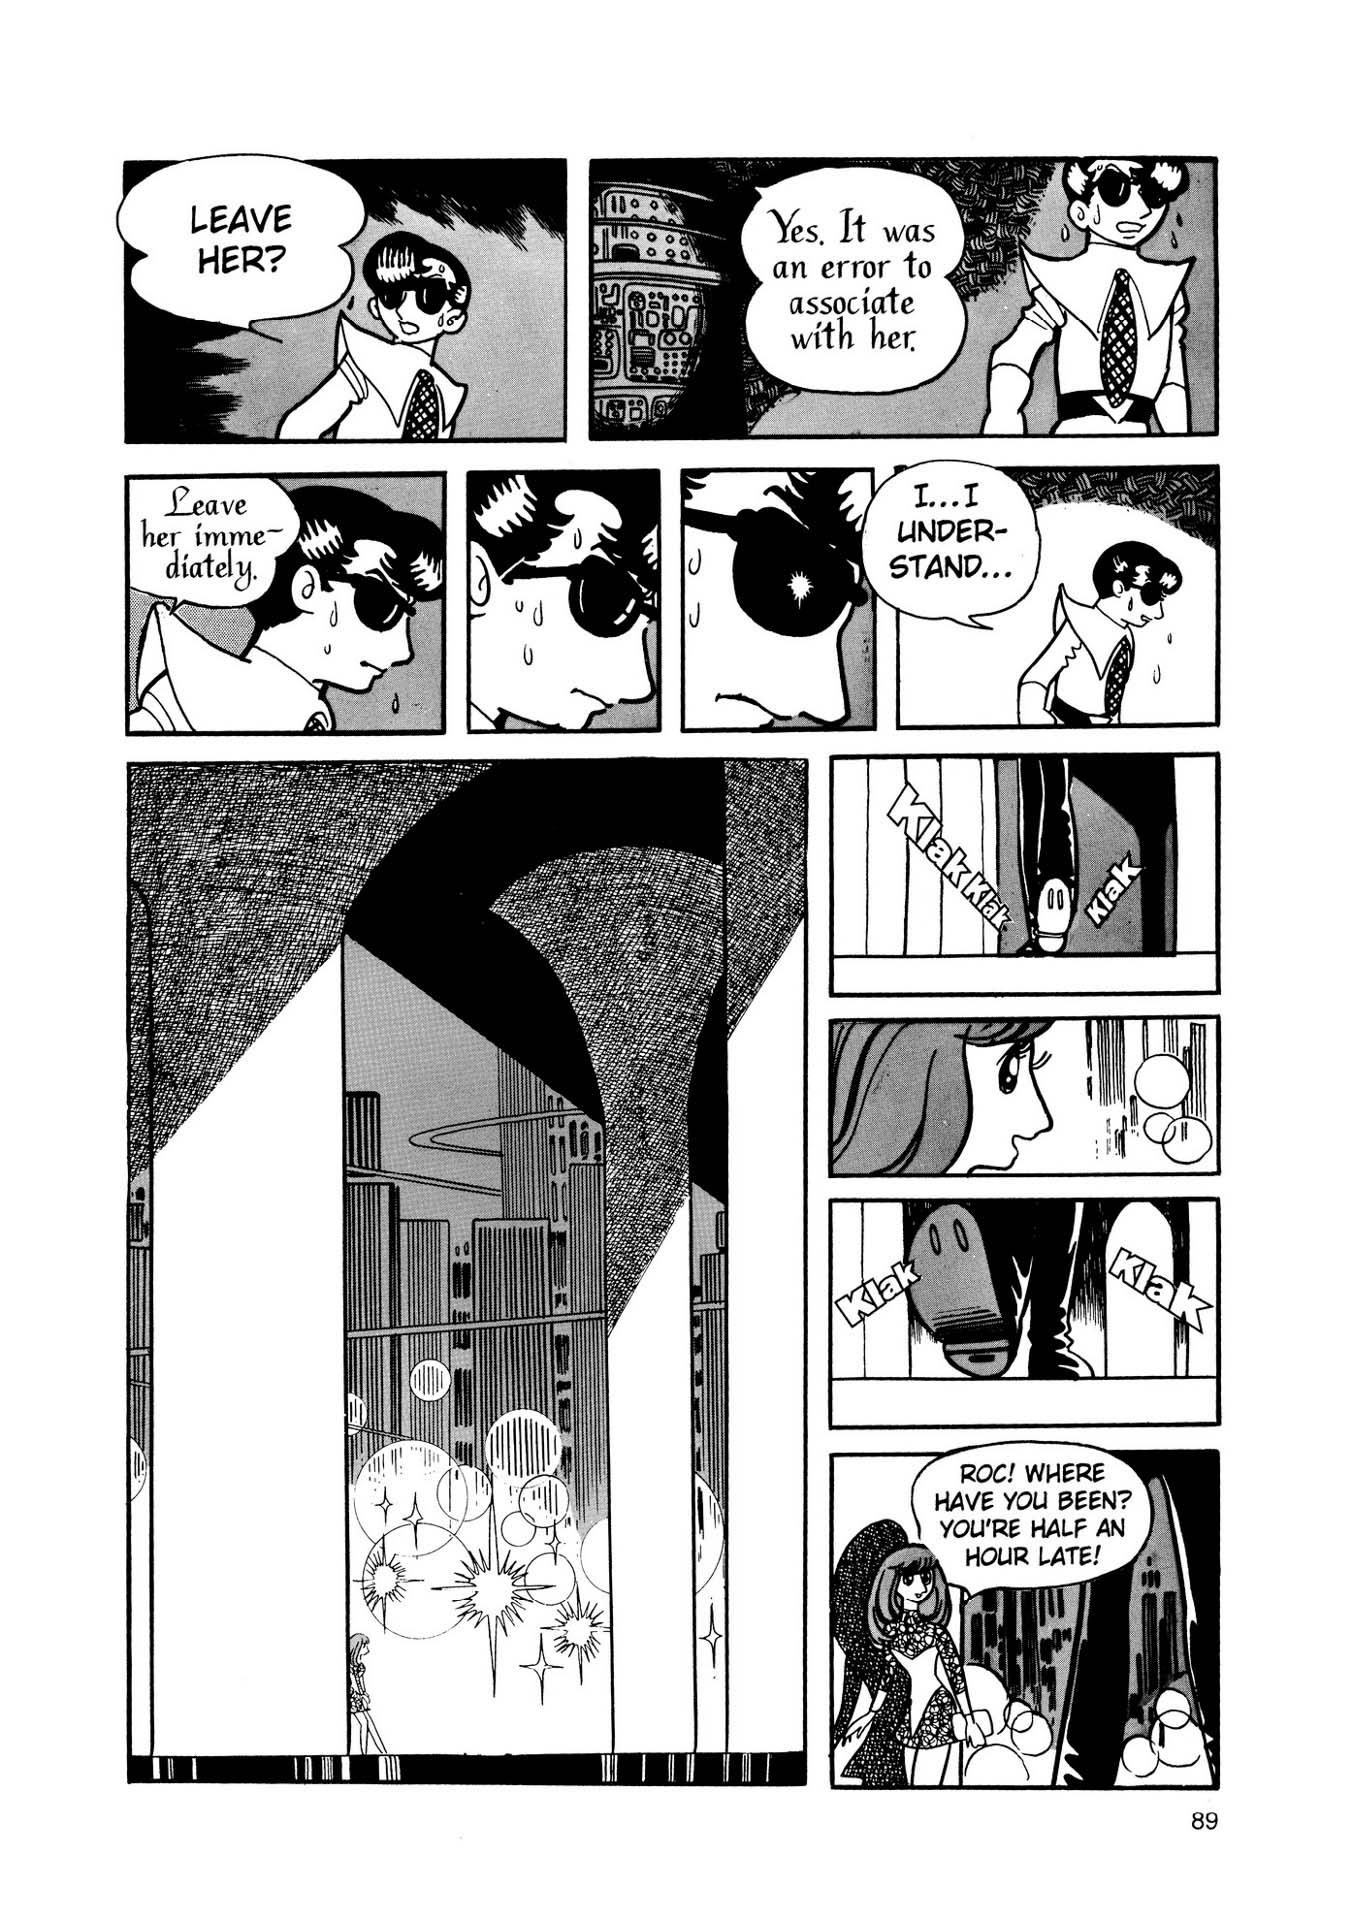 LEAVE
HER?
Yes. It was
an error to
associate
with her.
Leave
her imme-
diately.
I...I
UNDER-
STAND...
Klak Klak
Klak
Klak
Klak
ROC! WHERE
HAVE YOU BEEN?
YOU'RE HALF AN
HOUR LATE!
89